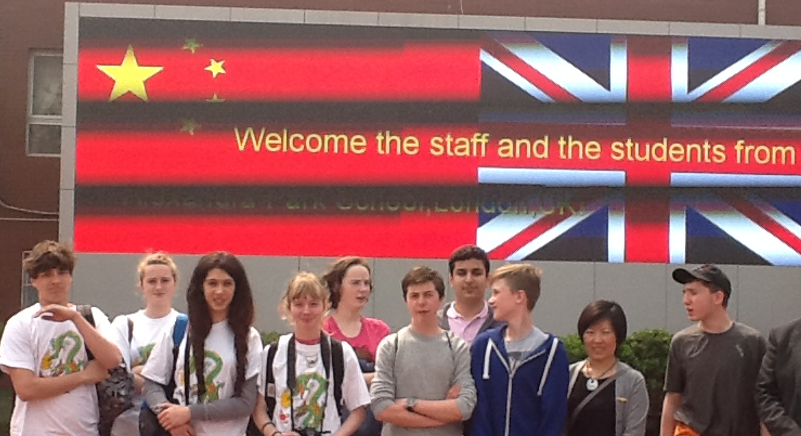 Welcome the staff and the students from
Alexandra Park School,London,UK!